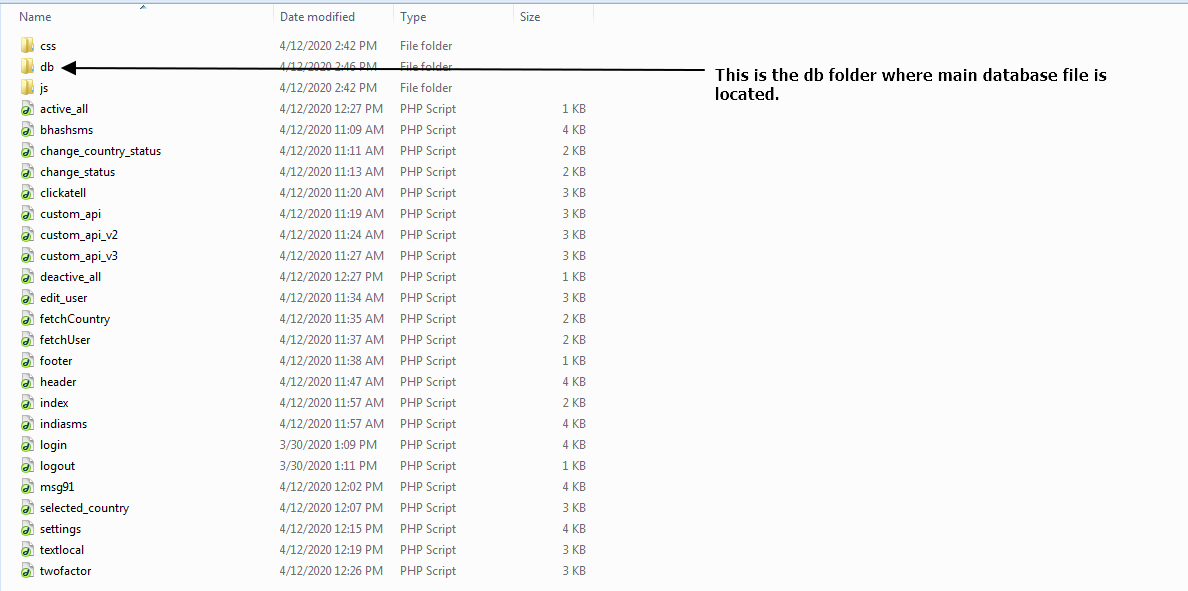 Name Date modified Type Size
css 4/12/2020 2:42 PM File folder
db 4/12/2020 2:46 PM File folder
This is the db folder where main database file is
located.
js 4/12/2020 2:42 PM File folder
active_all 4/12/2020 12:27 PM PHP Script 1 KB
bhashsms 4/12/2020 11:09 AM PHP Script 4 KB
change_country_status 4/12/2020 11:11 AM PHP Script 2 KB
change_status 4/12/2020 11:13 AM PHP Script 2 KB
clickatell 4/12/2020 11:20 AM PHP Script 3 KB
custom_api 4/12/2020 11:19 AM PHP Script 3 KB
custom_api_v2 4/12/2020 11:24 AM PHP Script 3 KB
custom_api_v3 4/12/2020 11:27 AM PHP Script 3 KB
deactive_all 4/12/2020 12:27 PM PHP Script 1 KB
edit_user 4/12/2020 11:34 AM PHP Script 3 KB
fetchCountry 4/12/2020 11:35 AM PHP Script 2 KB
fetchUser 4/12/2020 11:37 AM PHP Script 2 KB
footer 4/12/2020 11:38 AM PHP Script 1 KB
header 4/12/2020 11:47 AM PHP Script 4 KB
index 4/12/2020 11:57 AM PHP Script 2 KB
indiasms 4/12/2020 11:57 AM PHP Script 4 KB
login 3/30/2020 1:09 PM PHP Script 4 KB
logout 3/30/2020 1:11 PM PHP Script 1 KB
msg91 4/12/2020 12:02 PM PHP Script 4 KB
selected_country 4/12/2020 12:07 PM PHP Script 3 KB
settings 4/12/2020 12:15 PM PHP Script 4 KB
textlocal 4/12/2020 12:19 PM PHP Script 3 KB
twofactor 4/12/2020 12:26 PM PHP Script 3 KB